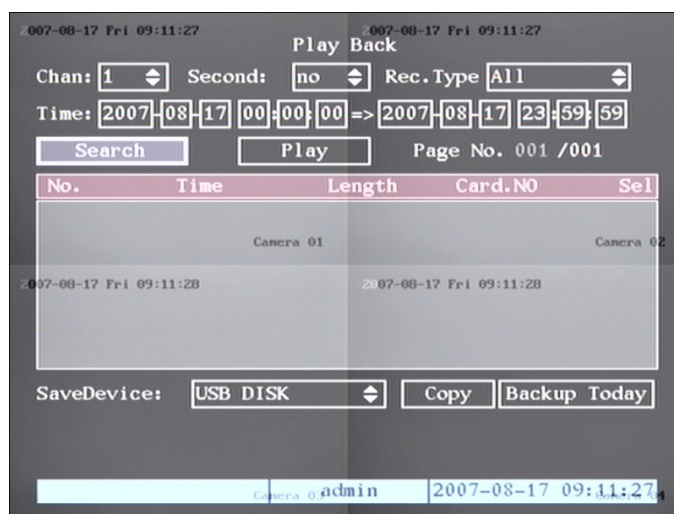 2007-08-17 Fri 09:11:27 2007-08-17 Fri 09:11:27
Play Back
Chan: 1 Second: no Rec.Type All
Time: 2007-08-17 00:00:00 => 2007-08-17 23:59:59
Search Play Page No. 001 /001
No. Time Length Card.NO Sel
Camera 01 Camera 02
2007-08-17 Fri 09:11:28 2007-08-17 Fri 09:11:28
SaveDevice: USB DISK Copy Backup Today
admin 2007-08-17 09:11:27
Camera 03